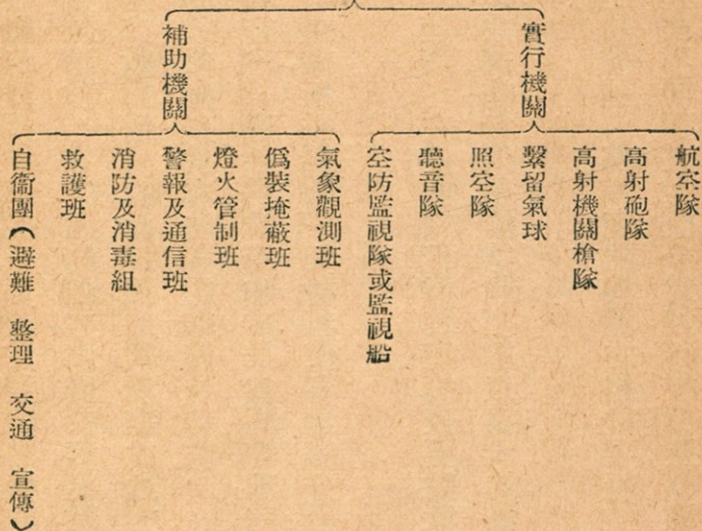 實行機關
航空隊
高射砲隊
高射機關槍隊
繫留氣球
照空隊
聽音隊
空防監視隊或監視船
補助機關
氣象觀測班
僞裝掩蔽班
燈火管制班
警報及通信班
消防及消毒組
救護班
自衞團(避難 整理 交通 宣傳)